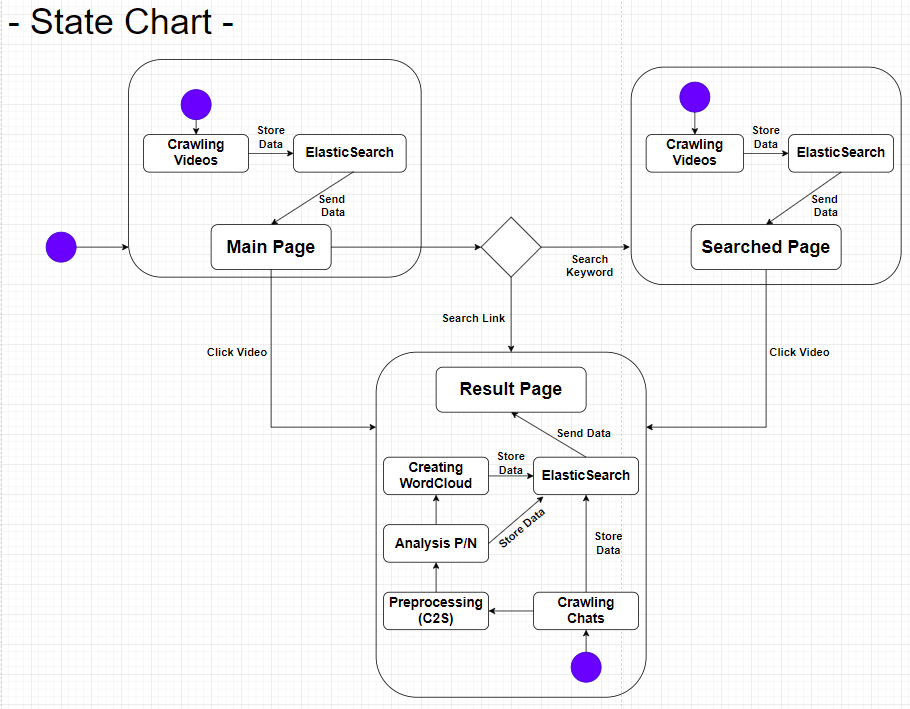 - State Chart -
Crawling
Videos
Store
Data
ElasticSearch
Send
Data
Main Page
Crawling
Videos
Store
Data
ElasticSearch
Send
Data
Searched Page
Search
Keyword
Search Link
Click Video
Click Video
Result Page
Send Data
Creating
WordCloud
Store
Data
ElasticSearch
Analysis P/N
Store Data
Store
Data
Preprocessing
(C2S)
Crawling
Chats